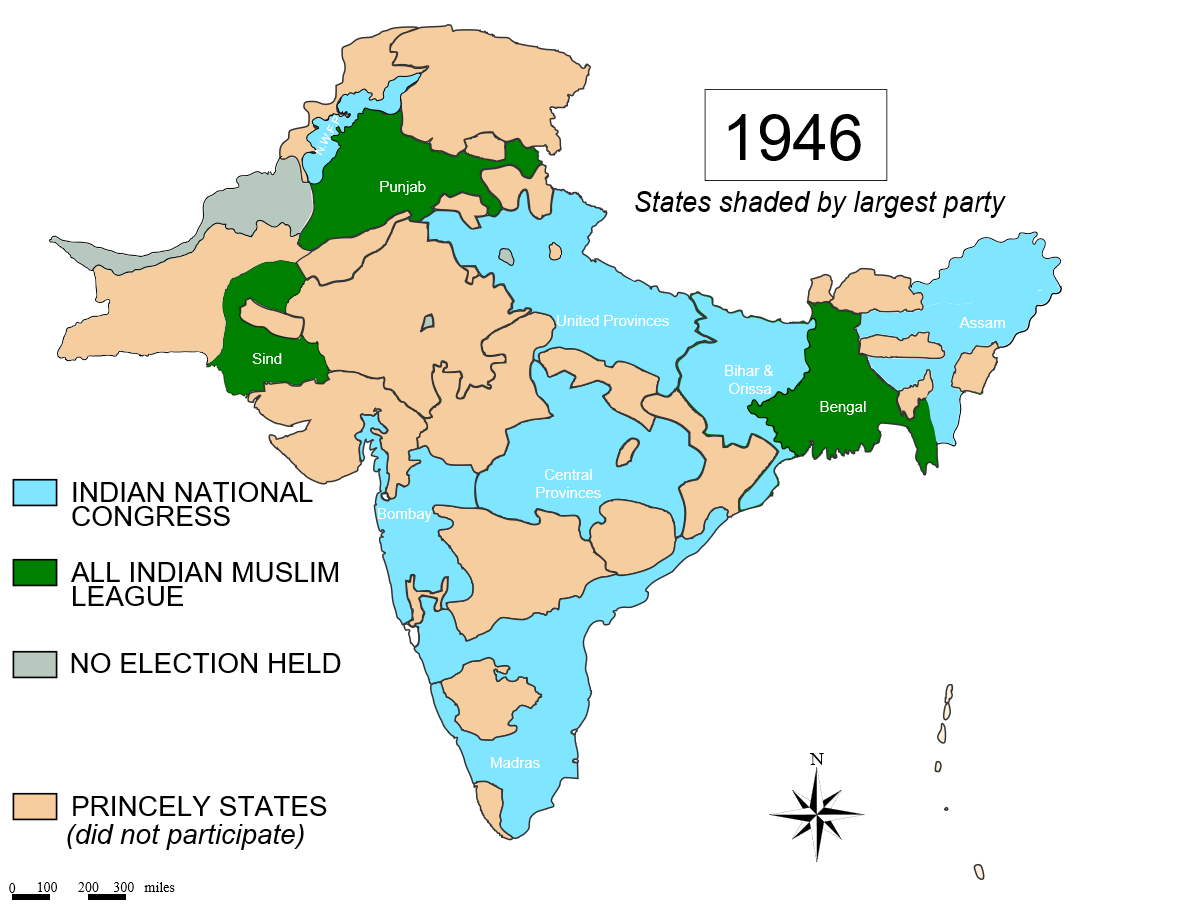 1946
States shaded by largest party
N.W.F.P
Punjab
United Provinces
Assam
Sind
Bihar &
Orissa
Bengal
Central
Provinces
Bombay
Madras
INDIAN NATIONAL
CONGRESS
ALL INDIAN MUSLIM
LEAGUE
NO ELECTION HELD
PRINCELY STATES
(did not participate)
N
0 100 200 300 miles